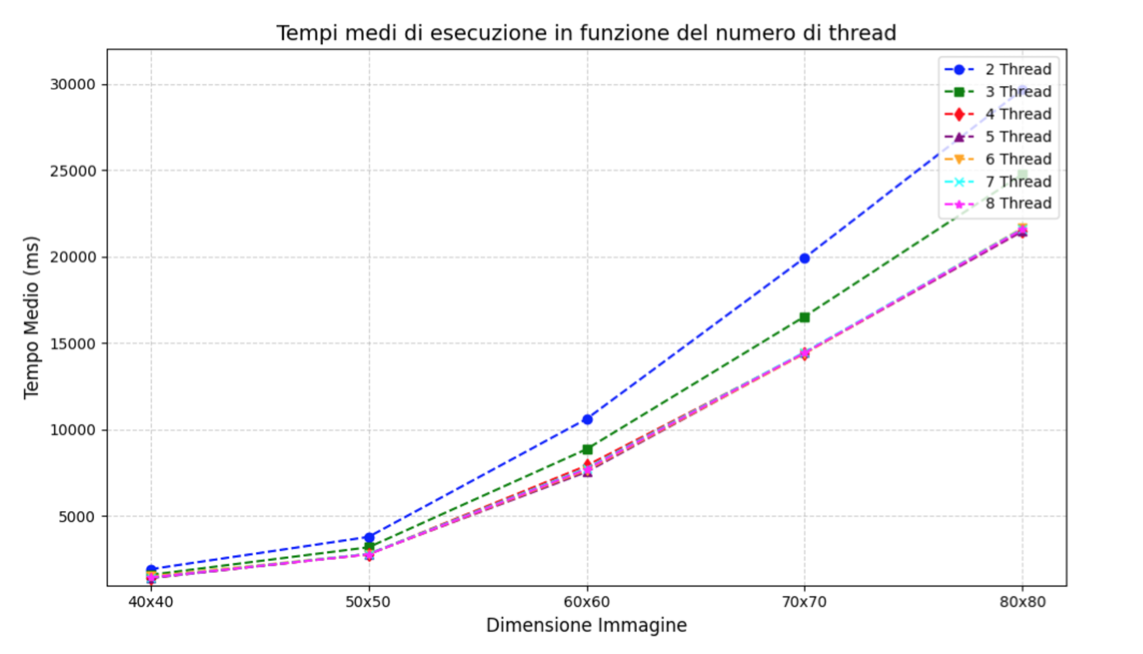 Tempi medi di esecuzione in funzione del numero di thread
30000
25000
20000
15000
10000
5000
Tempo Medio (ms)
2 Thread
3 Thread
4 Thread
5 Thread
6 Thread
7 Thread
8 Thread
40x40 50x50 60x60 70x70 80x80
Dimensione Immagine